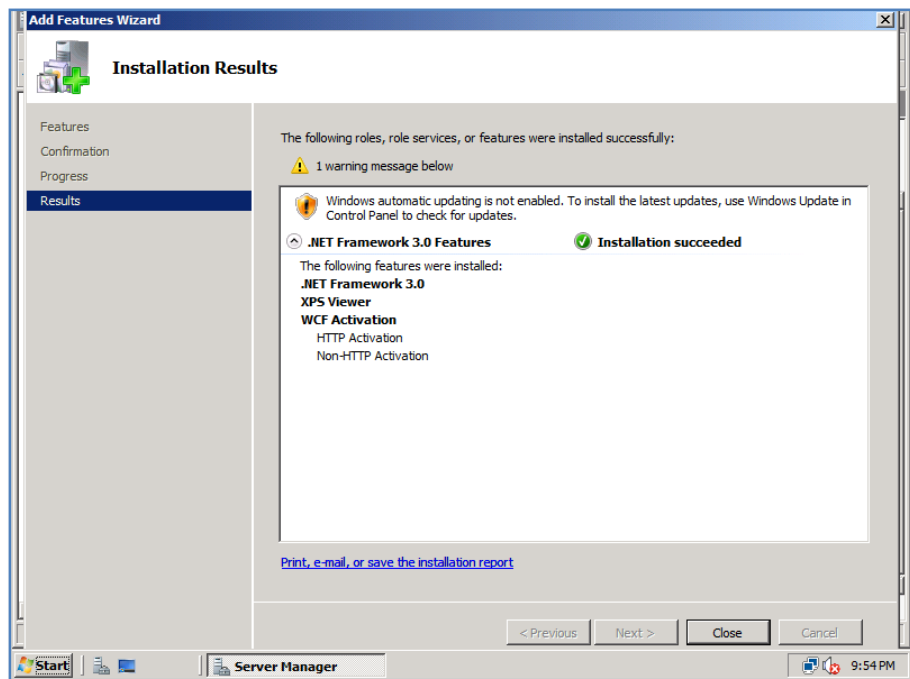 Add Features Wizard
Installation Results
Features
Confirmation
Progress
Results
The following roles, role services, or features were installed successfully:
1 warning message below
Windows automatic updating is not enabled. To install the latest updates, use Windows Update in
Control Panel to check for updates.
.NET Framework 3.0 Features Installation succeeded
The following features were installed:
.NET Framework 3.0
XPS Viewer
WCF Activation
HTTP Activation
Non-HTTP Activation
Print, e-mail, or save the installation report
< Previous Next > Close Cancel
Start Server Manager 9:54 PM